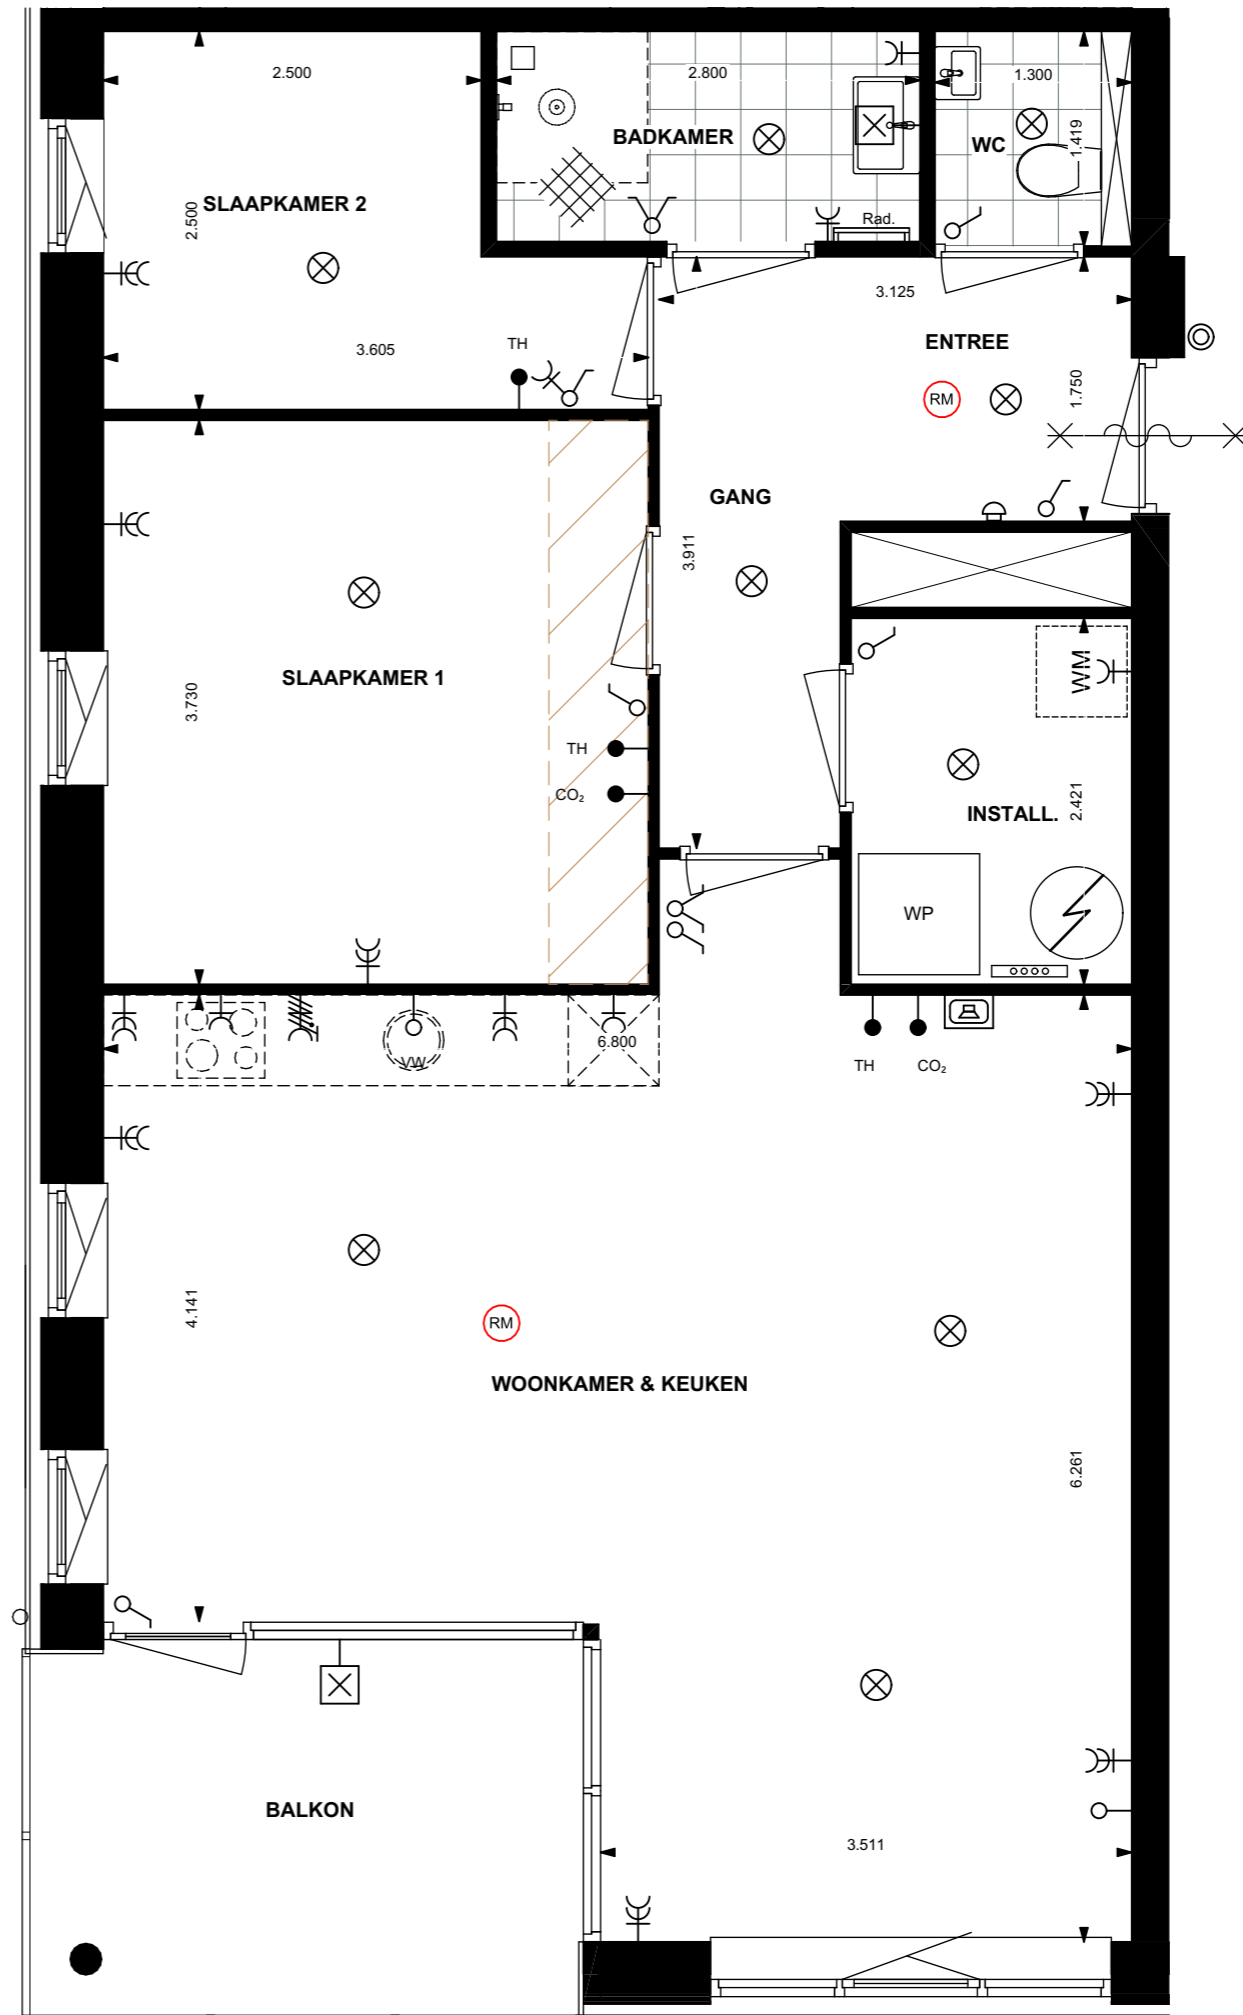 2.500
2.800
1.300
BADKAMER
WC
1.419
SLAAPKAMER 2
2.500
Rad.
3.125
ENTREE
3.605
TH
RM
1.750
GANG
3.911
SLAAPKAMER 1
WM
3.730
TH
CO₂
2.421
INSTALL.
WP
6.800
VW
TH
CO₂
4.141
RM
WOONKAMER & KEUKEN
6.261
BALKON
3.511